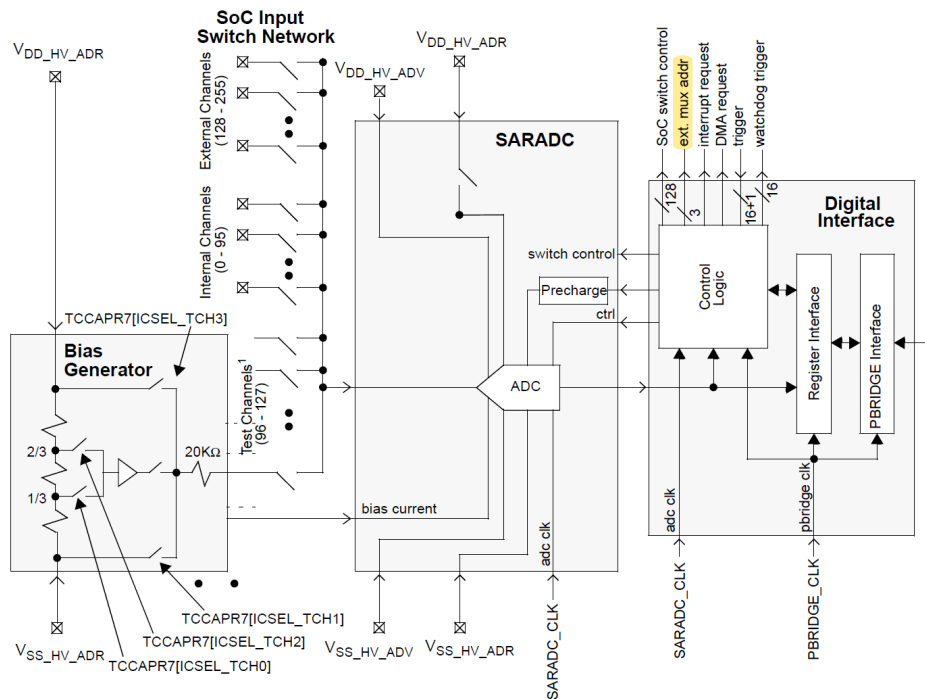 SoC Input
Switch Network
VDD_HV_ADR
VDD_HV_ADV
VDD_HV_ADR
External Channels
(128 - 255)
Internal Channels
(0 - 95)
Test Channels1
(96 - 127)
SoC switch control
ext. mux addr
interrupt request
DMA request
trigger
watchdog trigger
128
3
16+1
16
SARADC
Digital
Interface
switch control
Precharge
ctrl
Control
Logic
Register Interface
PBRIDGE Interface
ADC
TCCAPR7[ICSEL_TCH3]
Bias
Generator
2/3
1/3
20KΩ
bias current
adc clk
adc clk
pbridge clk
TCCAPR7[ICSEL_TCH1]
TCCAPR7[ICSEL_TCH2]
TCCAPR7[ICSEL_TCH0]
VSS_HV_ADR
VSS_HV_ADV
VSS_HV_ADR
SARADC_CLK
SARADC_CLK
PBRIDGE_CLK